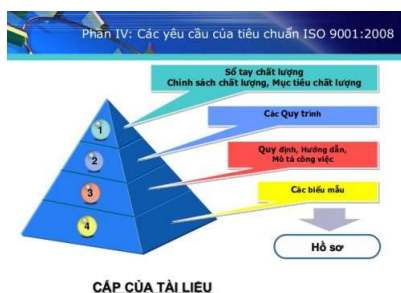 Phần IV: Các yêu cầu của tiêu chuẩn ISO 9001:2008
Sổ tay chất lượng
Chính sách chất lượng, Mục tiêu chất lượng
1
Các Quy trình
2
Quy định, Hướng dẫn,
Mô tả công việc
3
Các biểu mẫu
4
Hồ sơ
CẤP CỦA TÀI LIỆU